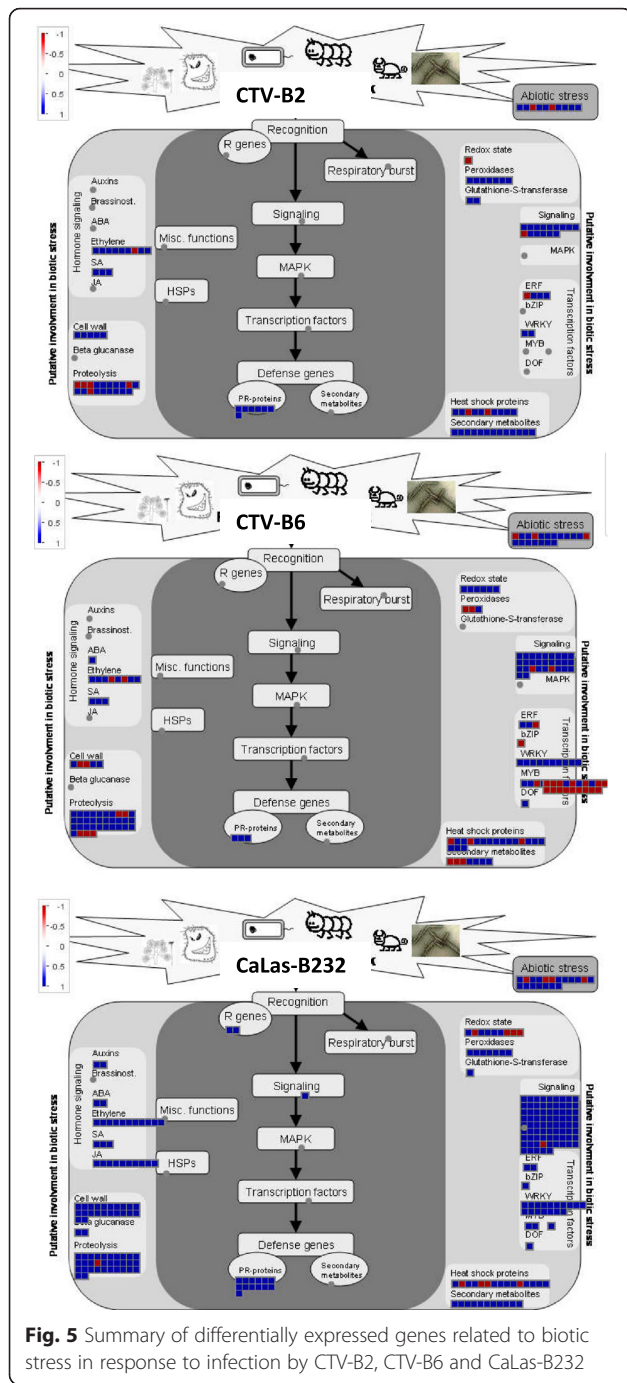 -1
-0.5
0
0.5
1
CTV-B2
Abiotic stress
Recognition
R genes
Respiratory burst
Redox state
Peroxidases
Glutathione-S-transferase
Hormone signaling
Auxins
Brassinost.
ABA
Ethylene
SA
JA
Misc. functions
HSPs
Signaling
MAPK
Transcription factors
Defense genes
PR-proteins
Secondary metabolites
Putative involvment in biotic stress
Cell wall
Beta glucanase
Proteolysis
Signaling
MAPK
ERF
bZIP
WRKY
MYB
DOF
Transcription factors
Putative involvment in biotic stress
Heat shock proteins
Secondary metabolites
-1
-0.5
0
0.5
1
CTV-B6
Abiotic stress
Recognition
R genes
Respiratory burst
Redox state
Peroxidases
Glutathione-S-transferase
Hormone signaling
Auxins
Brassinost.
ABA
Ethylene
SA
JA
Misc. functions
HSPs
Signaling
MAPK
Transcription factors
Defense genes
PR-proteins
Secondary metabolites
Putative involvment in biotic stress
Cell wall
Beta glucanase
Proteolysis
Signaling
MAPK
ERF
bZIP
WRKY
MYB
DOF
Putative involvment in biotic stress
Heat shock proteins
Secondary metabolites
-1
-0.5
0
0.5
1
CaLas-B232
Abiotic stress
Recognition
R genes
Respiratory burst
Redox state
Peroxidases
Glutathione-S-transferase
Hormone signaling
Auxins
Brassinost.
ABA
Ethylene
SA
JA
Misc. functions
HSPs
Signaling
MAPK
Transcription factors
Defense genes
PR-proteins
Secondary metabolites
Putative involvment in biotic stress
Cell wall
Beta glucanase
Proteolysis
Signaling
ERF
bZIP
WRKY
DOF
Transcription factors
Putative involvment in biotic stress
Heat shock proteins
Secondary metabolites
Fig. 5 Summary of differentially expressed genes related to biotic
stress in response to infection by CTV-B2, CTV-B6 and CaLas-B232